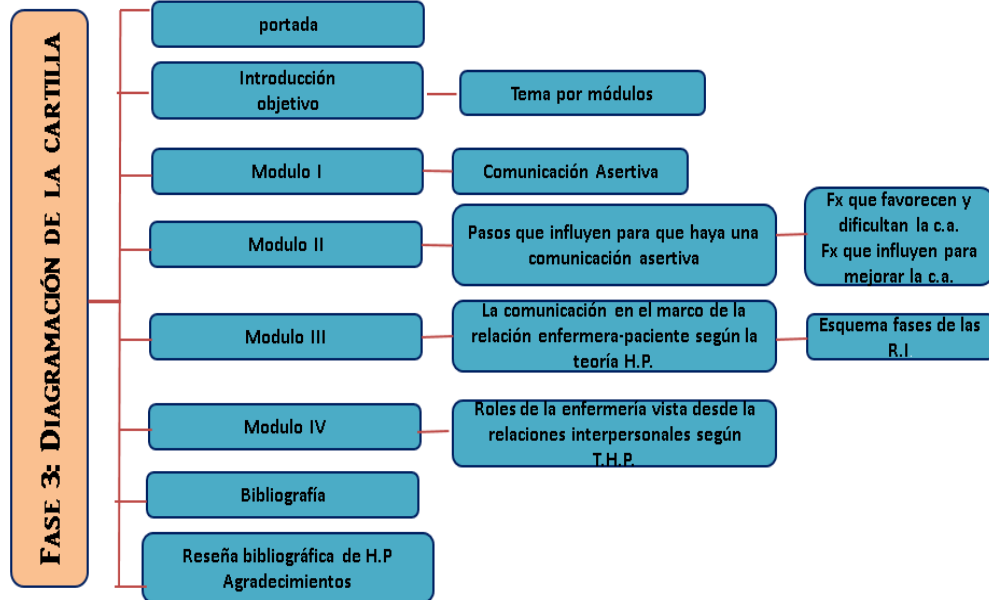 FASE 3: DIAGRAMACIÓN DE LA CARTILLA
portada
Introducción
objetivo
Tema por módulos
Modulo I
Comunicación Asertiva
Modulo II
Pasos que influyen para que haya una
comunicación asertiva
Fx que favorecen y
dificultan la c.a.
Fx que influyen para
mejorar la c.a.
Modulo III
La comunicación en el marco de la
relación enfermera-paciente según la
teoría H.P.
Esquema fases de las
R.I.
Modulo IV
Roles de la enfermería vista desde la
relaciones interpersonales según
T.H.P.
Bibliografía
Reseña bibliográfica de H.P
Agradecimientos